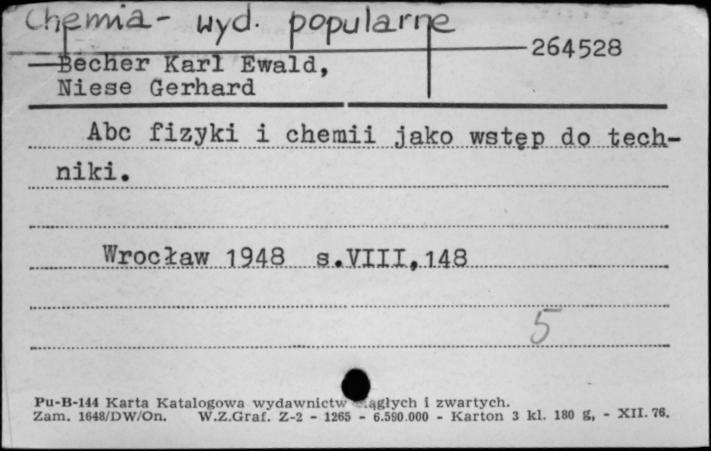 Chemia - wyd. popularne
264528
Becher Karl Ewald,
Niese Gerhard
Abc fizyki i chemii jako wstęp do tech-
niki.
Wrocław 1948 s.VIII,148
5
Pu-B-144 Karta Katalogowa wydawnictw ciągłych i zwartych.
Zam. 1648/DW/On. W.Z.Graf. Z-2 - 1265 - 6.590.000 - Karton 3 kl. 180 g, - XII. 76.